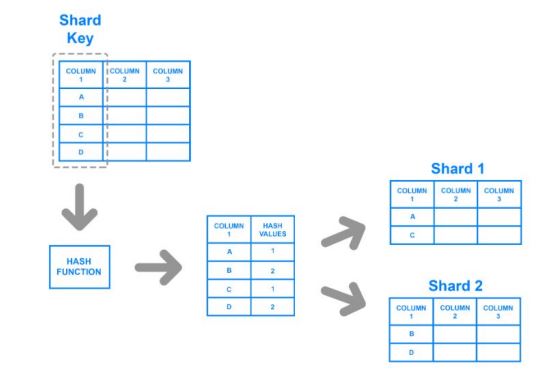 Shard
Key
COLUMN COLUMN COLUMN
1 2 3
A
B
C
D
HASH
FUNCTION
COLUMN HASH
1 VALUES
A 1
B 2
C 1
D 2
Shard 1
COLUMN COLUMN COLUMN
1 2 3
A
C
Shard 2
COLUMN COLUMN COLUMN
1 2 3
B
D